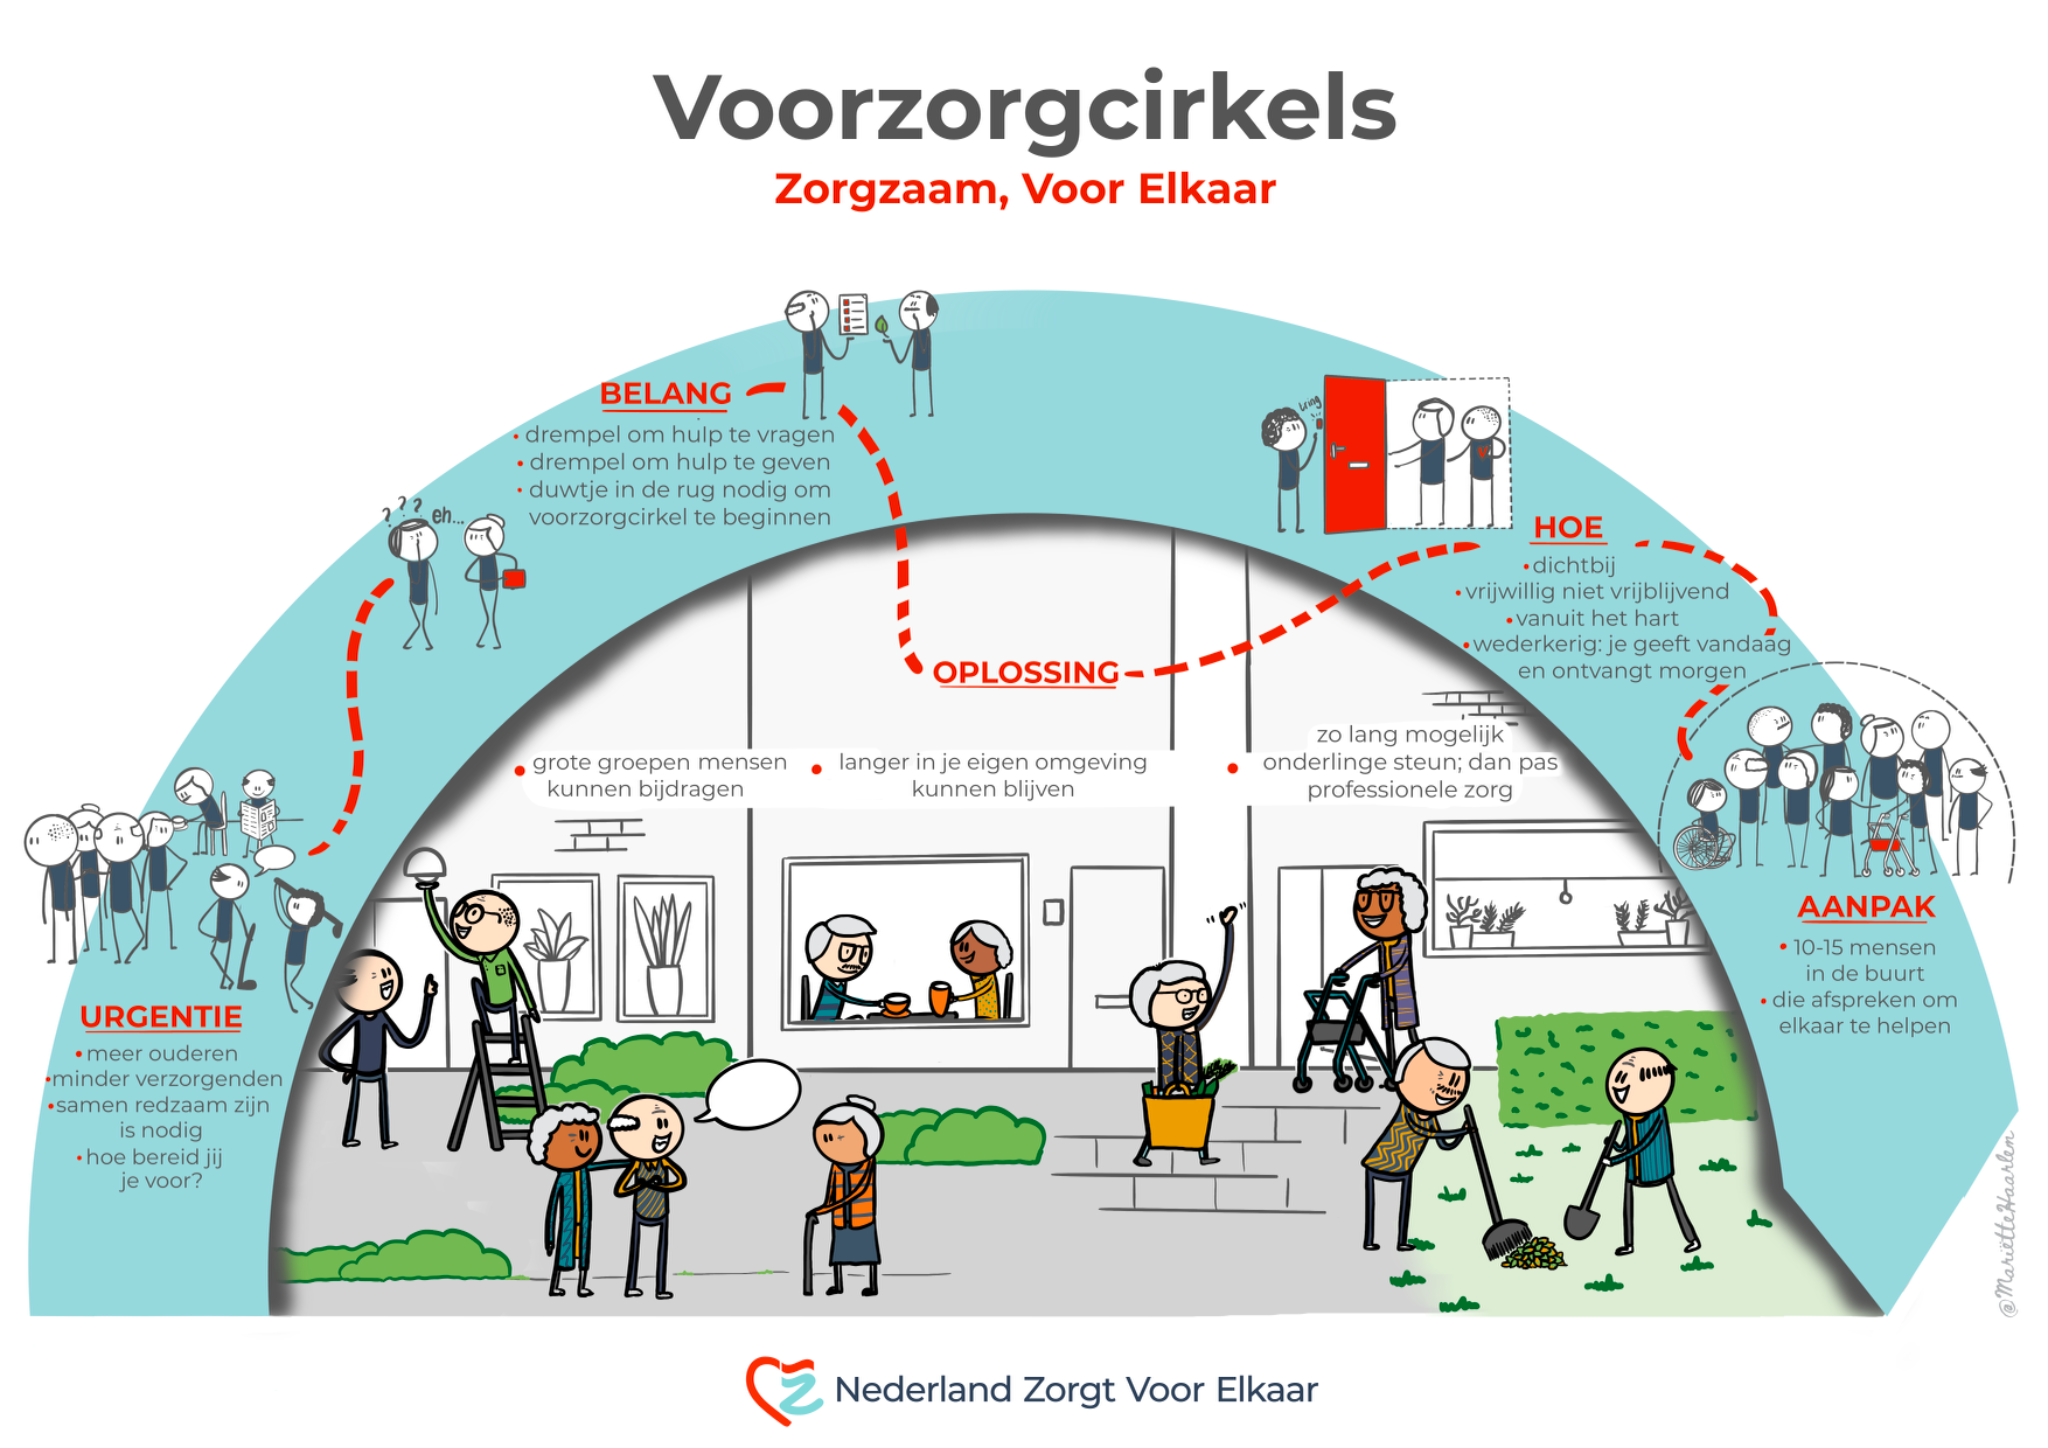 Voorzorgcirkels
Zorgzaam, Voor Elkaar
URGENTIE
• meer ouderen
• minder verzorgenden
• samen redzaam zijn
is nodig
• hoe bereid jij
je voor?
? ? ?
eh...
BELANG
• drempel om hulp te vragen
• drempel om hulp te geven
• duwtje in de rug nodig om
voorzorgcirkel te beginnen
OPLOSSING
• grote groepen mensen
kunnen bijdragen
• langer in je eigen omgeving
kunnen blijven
• zo lang mogelijk
onderlinge steun; dan pas
professionele zorg
tring
V
HOE
• dichtbij
• vrijwillig niet vrijblijvend
• vanuit het hart
• wederkerig: je geeft vandaag
en ontvangt morgen
AANPAK
• 10-15 mensen
in de buurt
• die afspreken om
elkaar te helpen
@MariëtteHaarlem
Nederland Zorgt Voor Elkaar